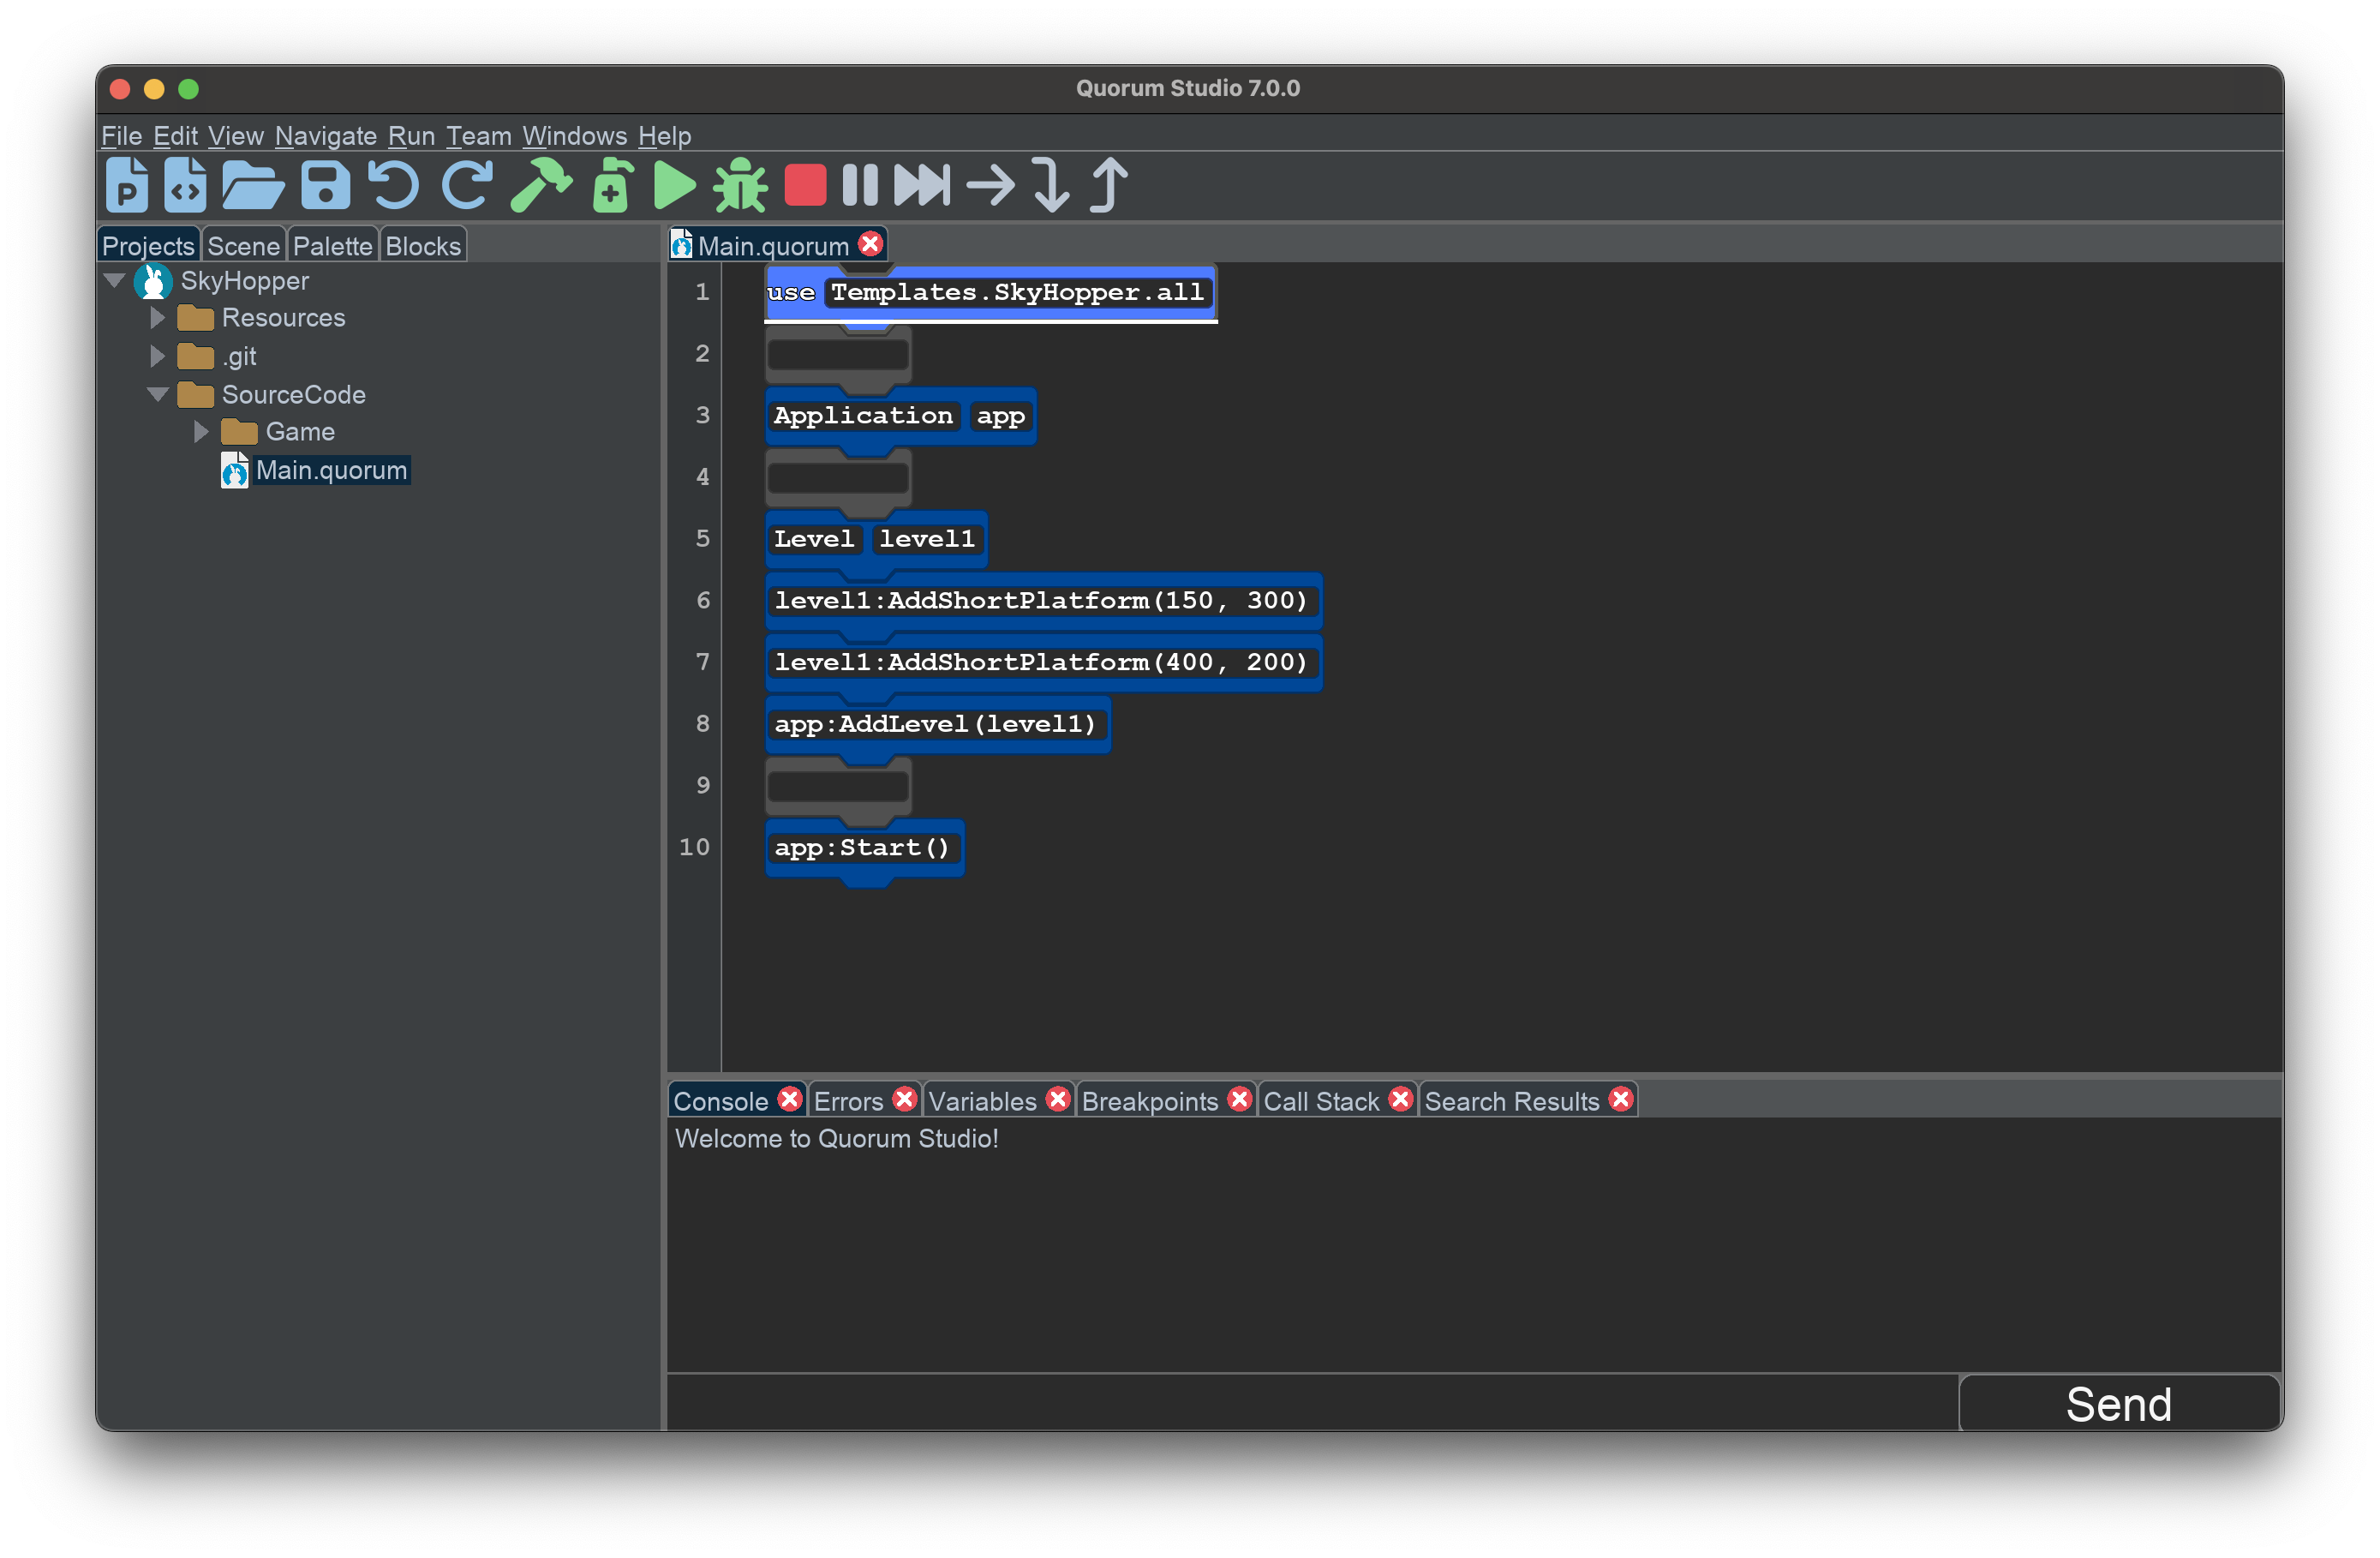 Quorum Studio 7.0.0
File Edit View Navigate Run Team Windows Help
Projects Scene Palette Blocks
SkyHopper
Resources
.git
SourceCode
Game
Main.quorum
Main.quorum
1 use Templates.SkyHopper.all
2
3 Application app
4
5 Level level1
6 level1:AddShortPlatform(150, 300)
7 level1:AddShortPlatform(400, 200)
8 app:AddLevel(level1)
9
10 app:Start()
Console Errors Variables Breakpoints Call Stack Search Results
Welcome to Quorum Studio!
Send